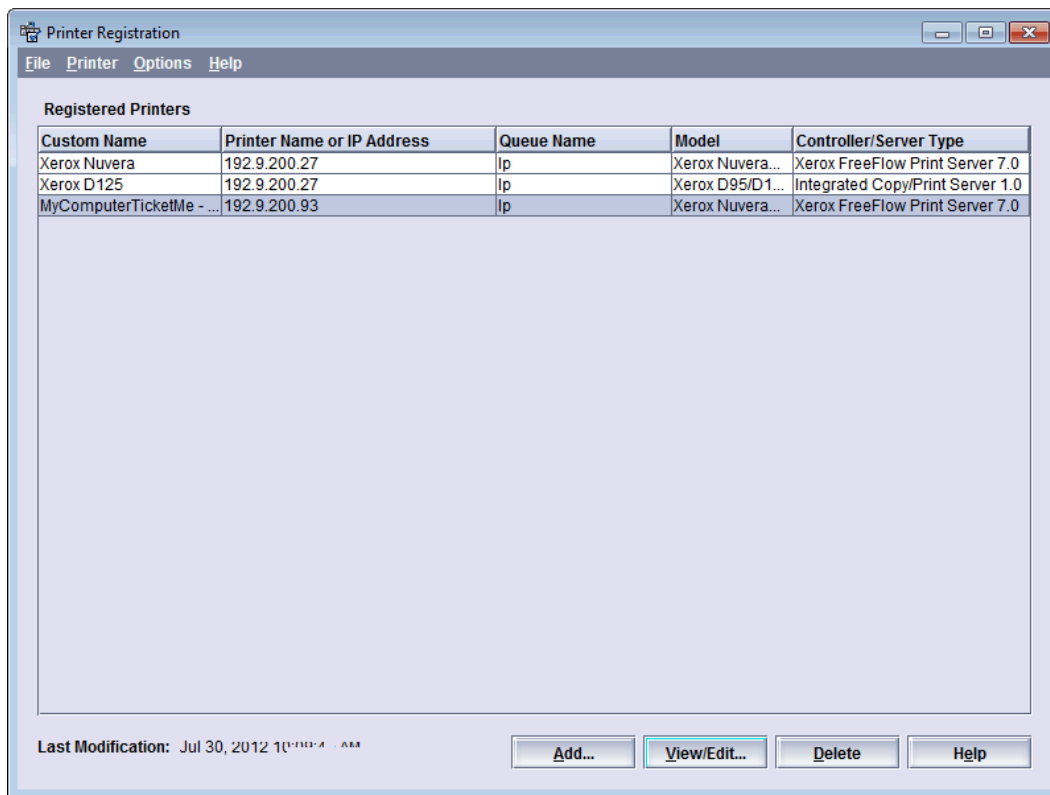 Printer Registration
File Printer Options Help
Registered Printers
Custom Name Printer Name or IP Address Queue Name Model Controller/Server Type
Xerox Nuvera 192.9.200.27 lp Xerox Nuvera... Xerox FreeFlow Print Server 7.0
Xerox D125 192.9.200.27 lp Xerox D95/D1... Integrated Copy/Print Server 1.0
MyComputerTicketMe - ... 192.9.200.93 lp Xerox Nuvera... Xerox FreeFlow Print Server 7.0
Last Modification: Jul 30, 2012 AM
Add... View/Edit... Delete Help